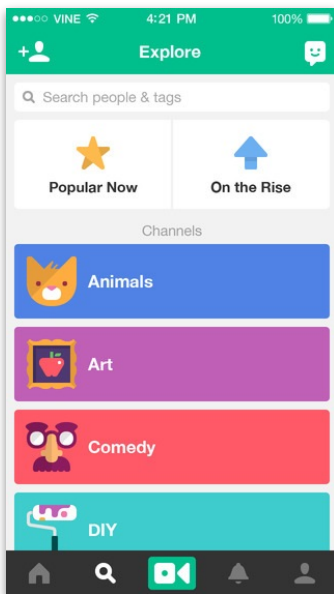 VINE 4:21 PM 100%
Explore
Search people & tags
Popular Now On the Rise
Channels
Animals
Art
Comedy
DIY